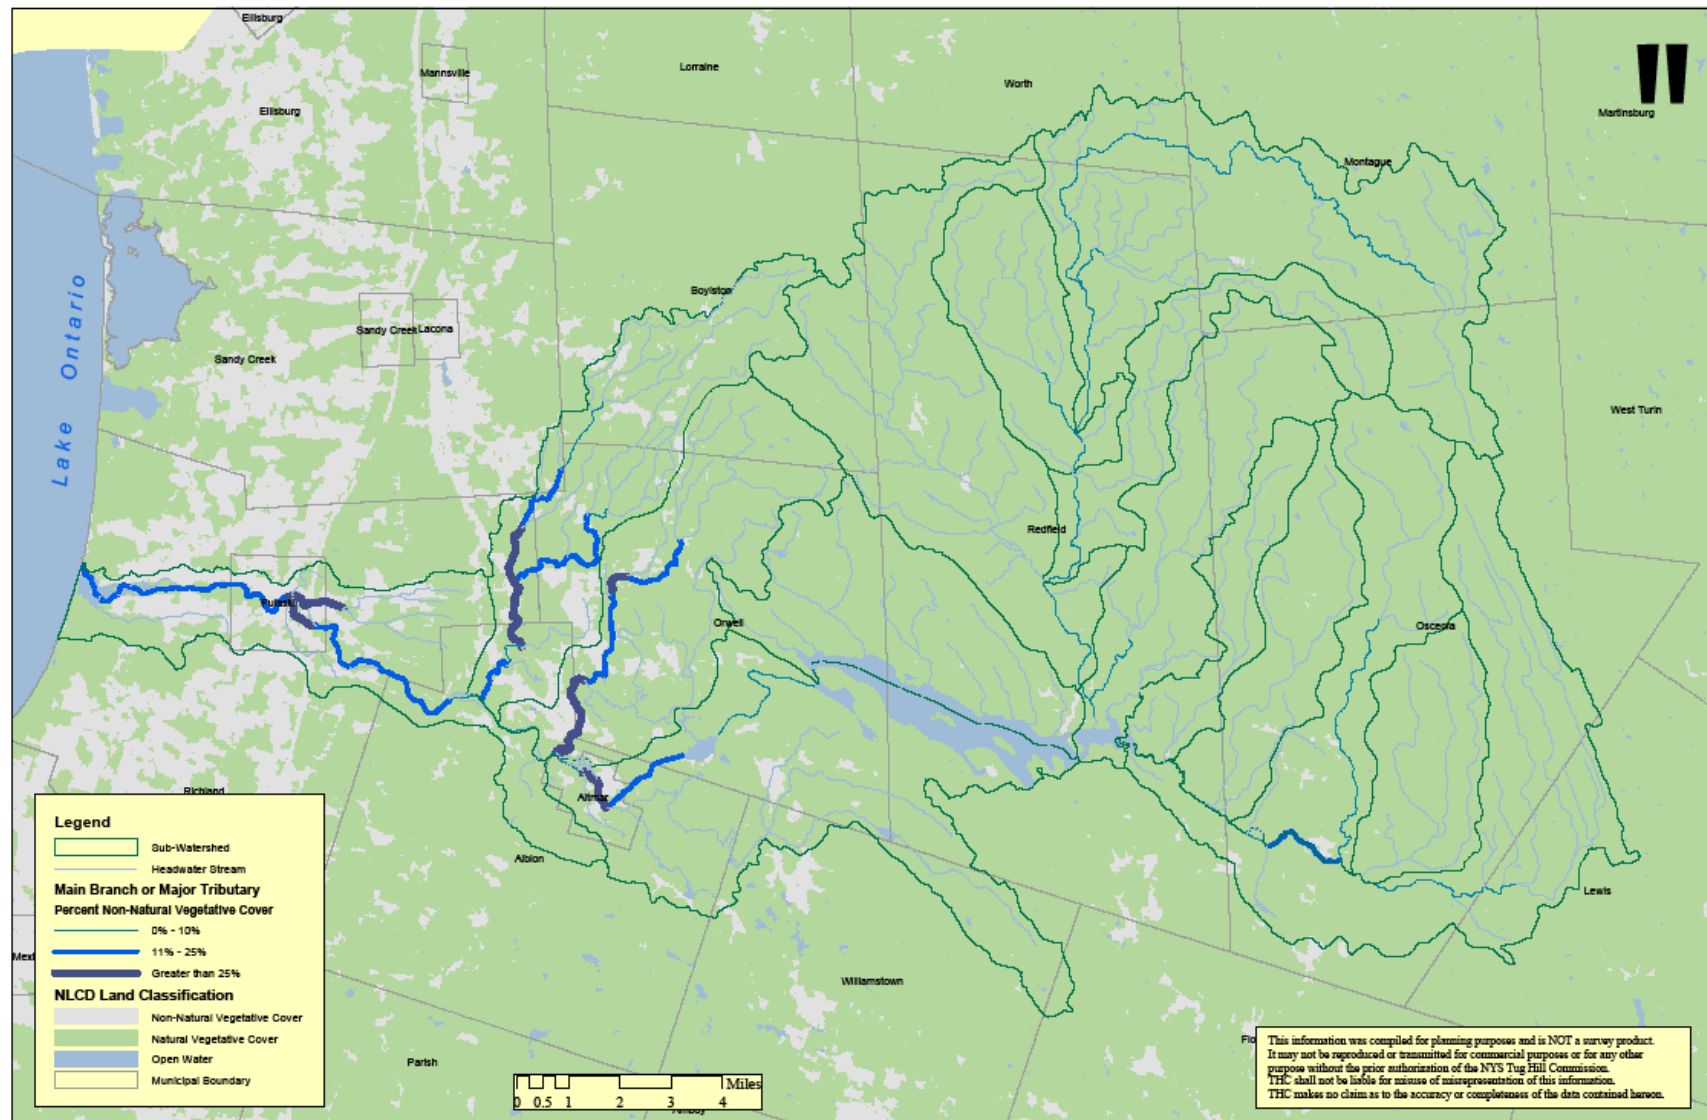 Ellisburg
Mannsville
Lorraine
Worth
Martinsburg
Ellisburg
Montague
Boylston
Lake Ontario
Sandy Creek
Lacona
Sandy Creek
West Turin
Redfield
Pulaski
Orwell
Osceola
Richland
Altmar
Albion
Lewis
Williamstown
Parish
Legend
Sub-Watershed
Headwater Stream
Main Branch or Major Tributary
Percent Non-Natural Vegetative Cover
0% - 10%
11% - 25%
Greater than 25%
NLCD Land Classification
Non-Natural Vegetative Cover
Natural Vegetative Cover
Open Water
Municipal Boundary
Miles
0 0.5 1 2 3 4
This information was compiled for planning purposes and is NOT a survey product.
It may not be reproduced or transmitted for commercial purposes or for any other
purpose without the prior authorization of the NYS Tug Hill Commission.
THC shall not be liable for misuse of misrepresentation of this information.
THC makes no claim as to the accuracy or completeness of the data contained hereon.